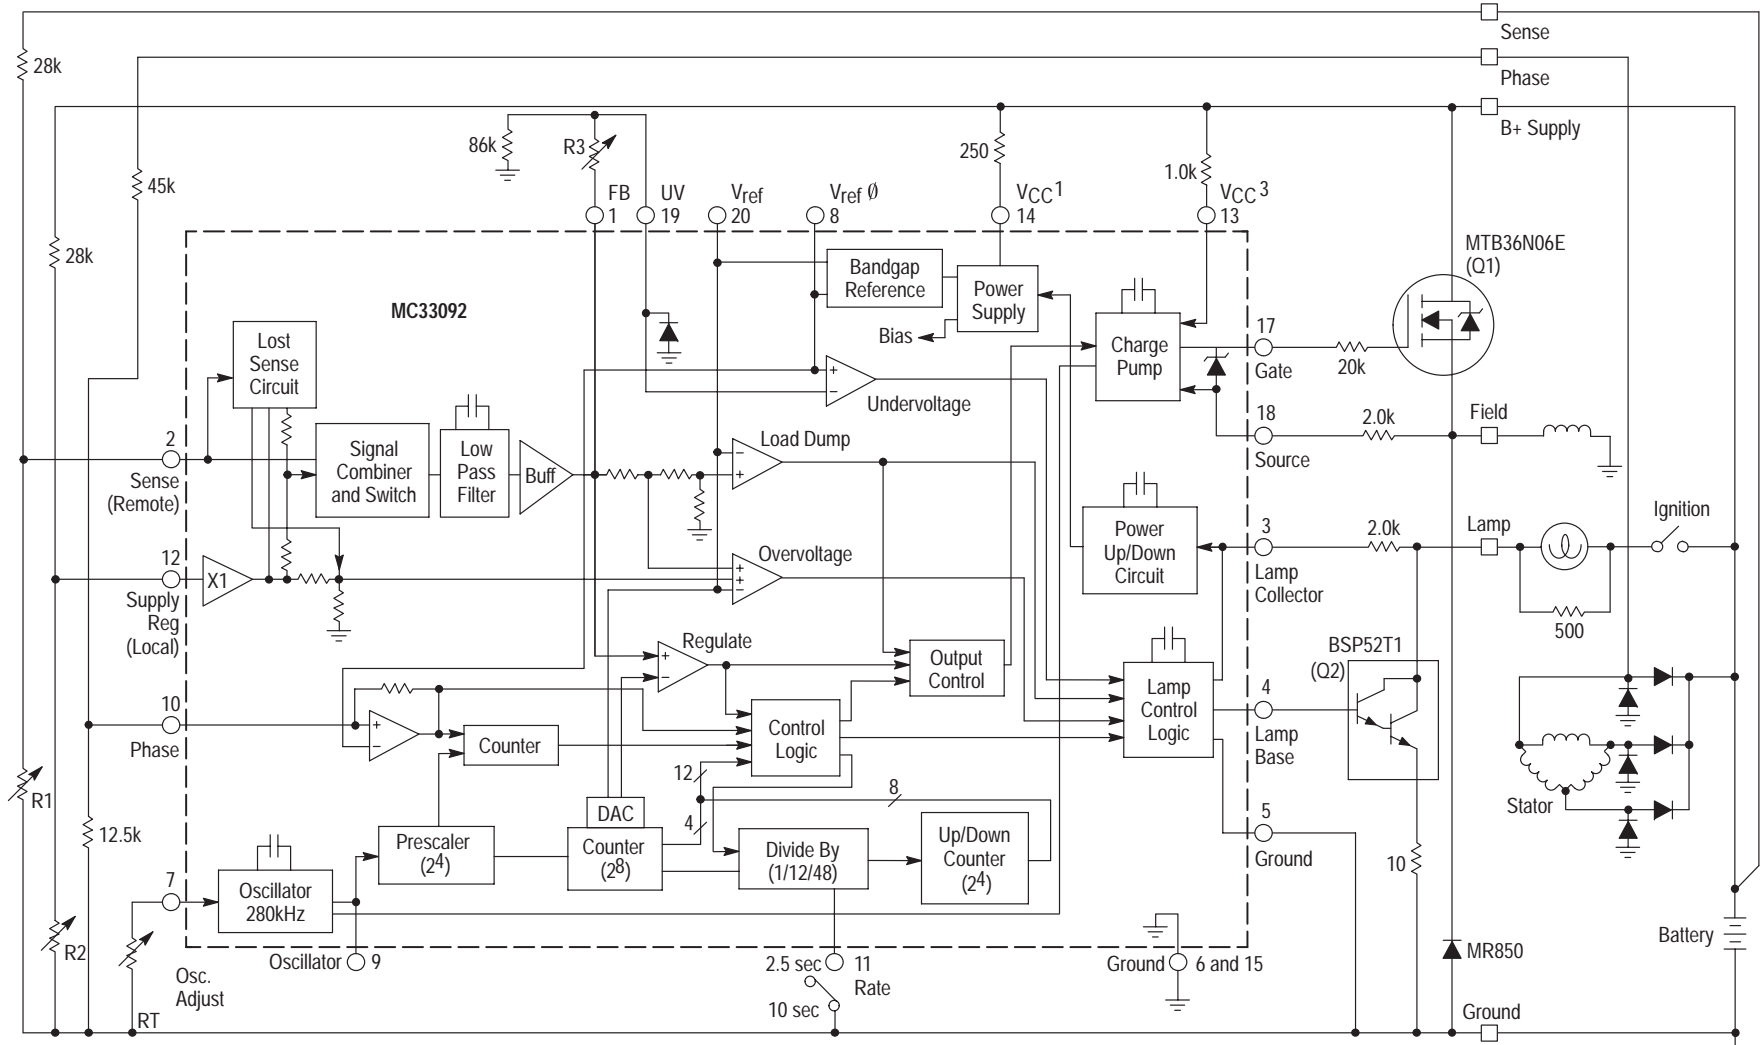 Sense
28k
Phase
B+ Supply
86k
R3
250
1.0k
45k
FB
1
UV
19
Vref
20
Vref ∅
8
VCC1
14
VCC3
13
28k
MTB36N06E
(Q1)
MC33092
Bandgap
Reference
Power
Supply
Bias
Lost
Sense
Circuit
Charge
Pump
17
Gate
20k
+
−
Undervoltage
18
Source
2.0k
Field
2
Sense
(Remote)
Signal
Combiner
and Switch
Low
Pass
Filter
Buff
Load Dump
−
+
Power
Up/Down
Circuit
3
Lamp
Collector
2.0k
Lamp
Ignition
500
12
Supply
Reg
(Local)
X1
Overvoltage
+
+
−
Regulate
+
−
Output
Control
BSP52T1
(Q2)
Lamp
Control
Logic
4
Lamp
Base
10
Phase
+
−
Counter
Control
Logic
12
8
4
Stator
R1
12.5k
DAC
Prescaler
(24)
Counter
(28)
Divide By
(1/12/48)
Up/Down
Counter
(24)
5
Ground
10
7
Oscillator
280kHz
R2
Osc.
Adjust
RT
Oscillator
9
2.5 sec
11
Rate
10 sec
Ground
6 and 15
MR850
Battery
Ground